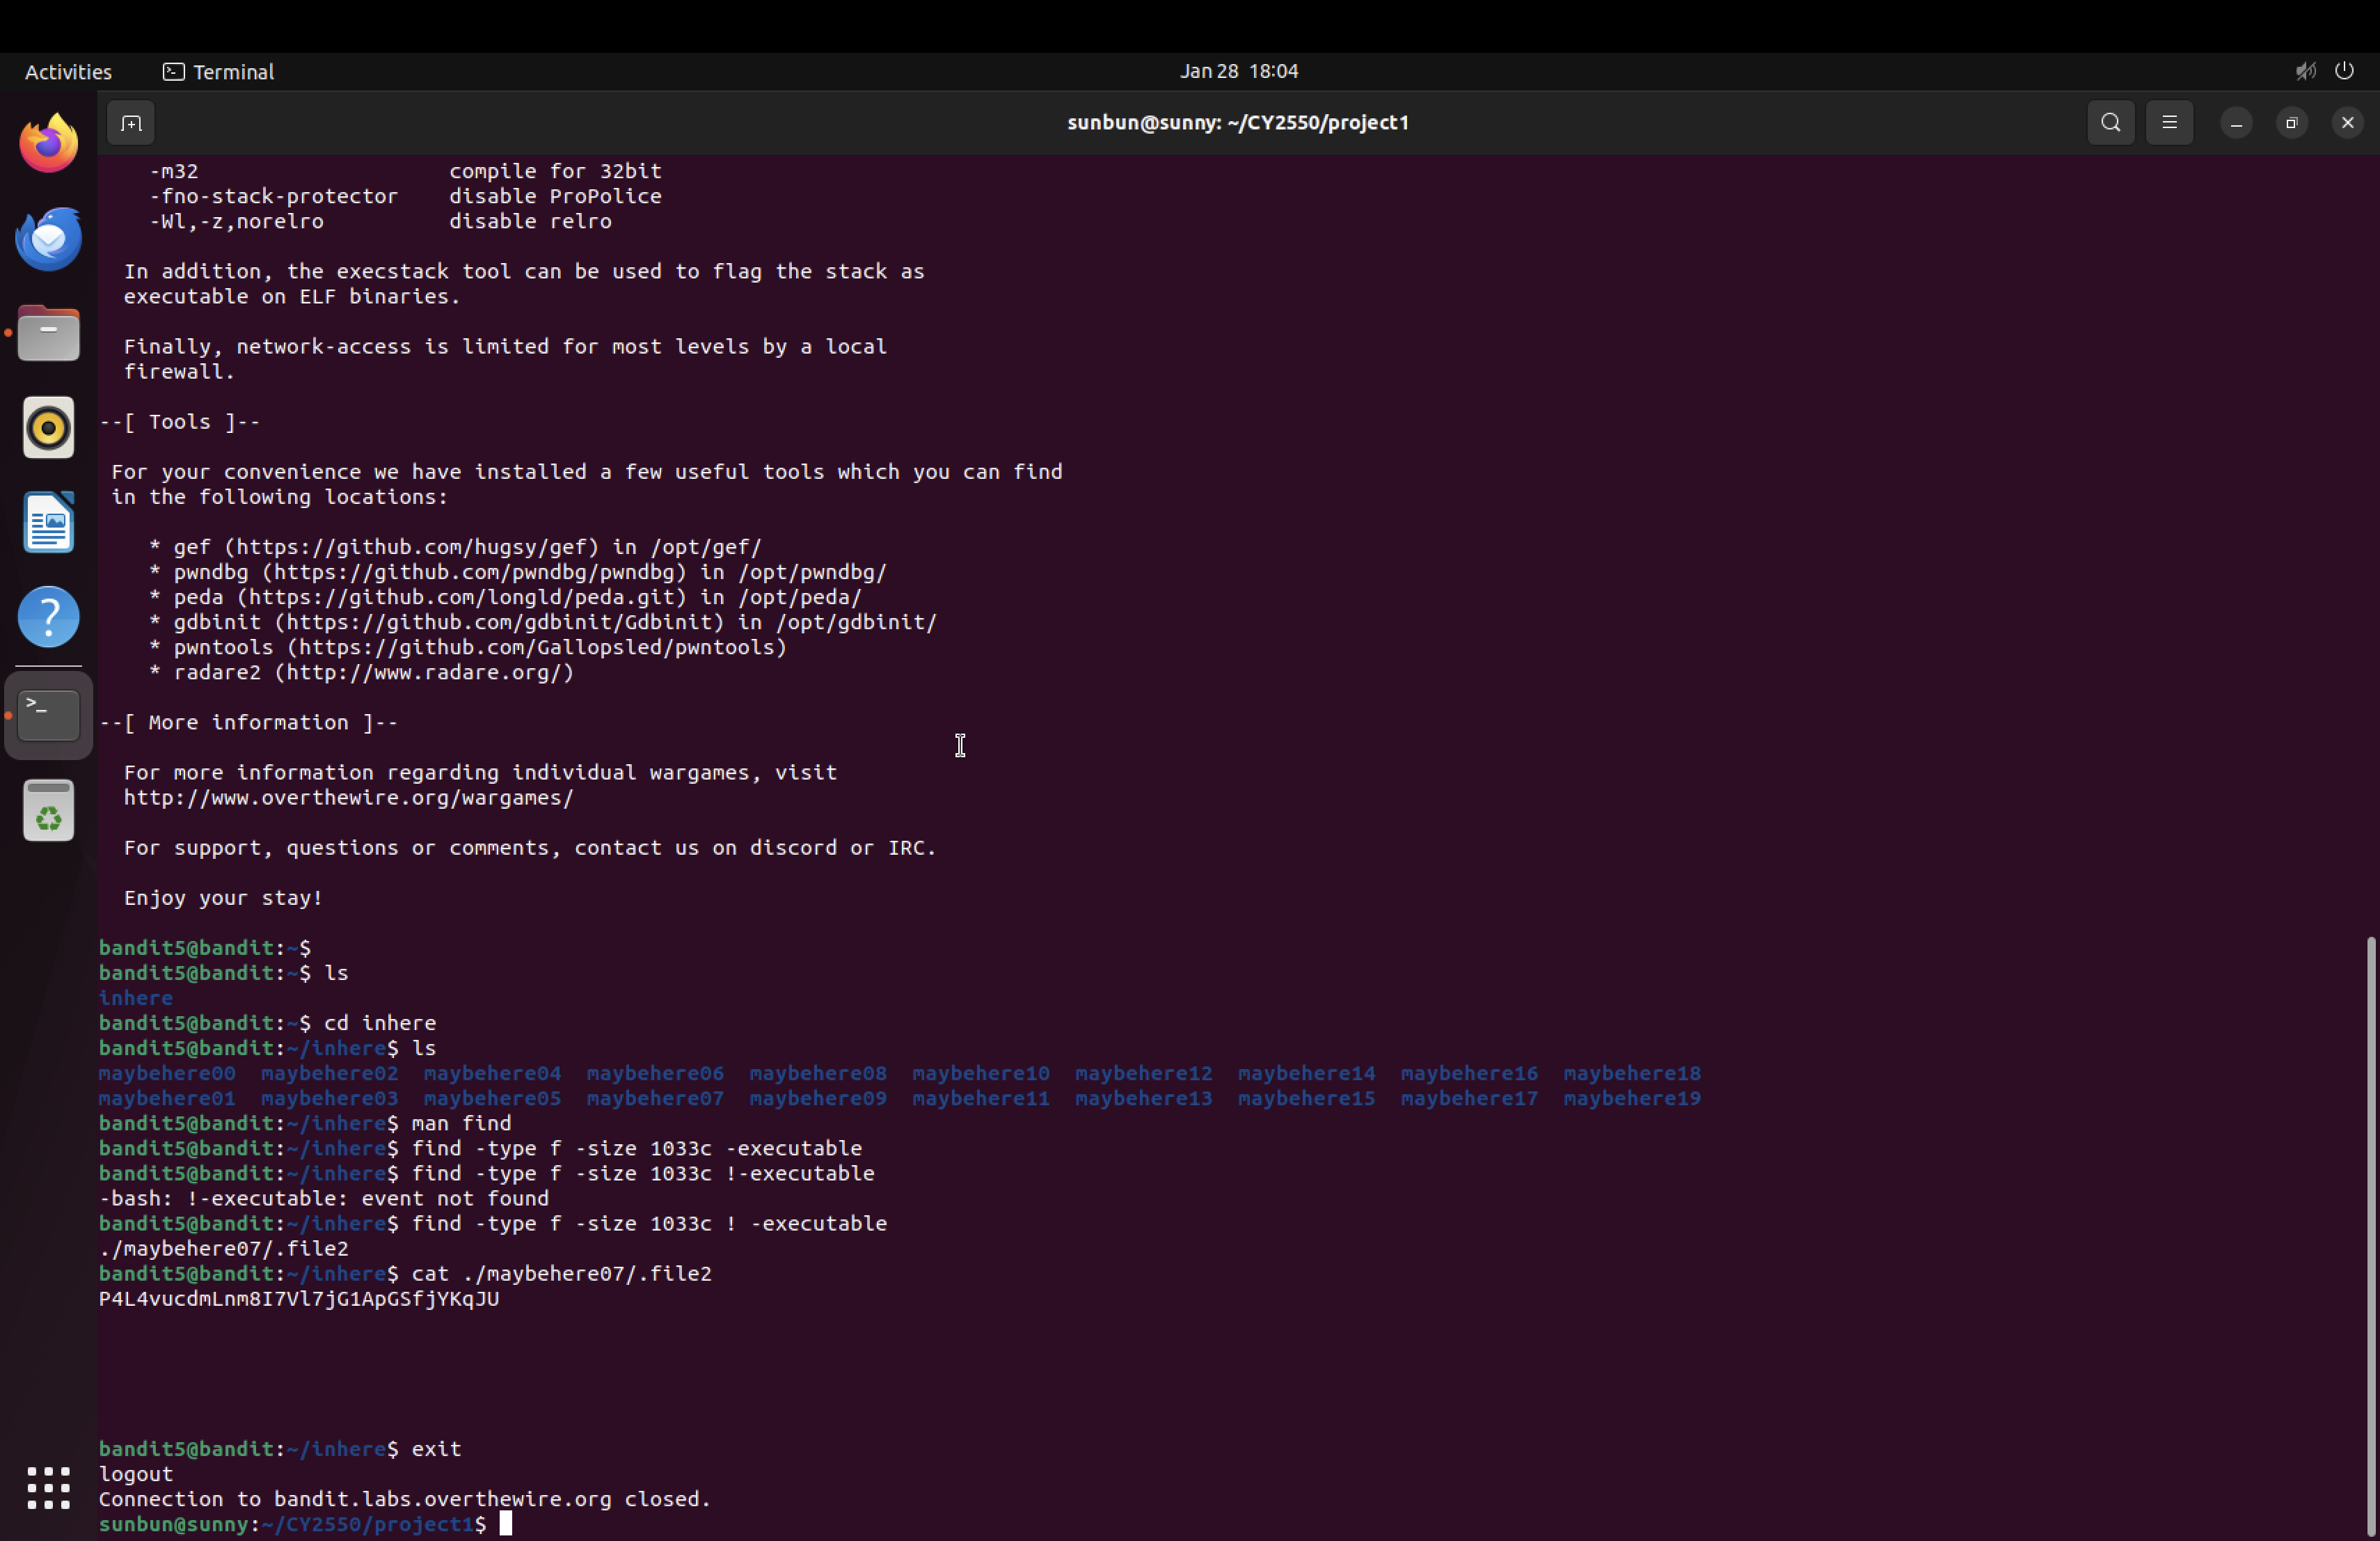 Activities Terminal Jan 28 18:04
sunbun@sunny: ~/CY2550/project1
-m32 compile for 32bit
-fno-stack-protector disable ProPolice
-Wl,-z,norelro disable relro
In addition, the execstack tool can be used to flag the stack as
executable on ELF binaries.
Finally, network-access is limited for most levels by a local
firewall.
--[ Tools ]--
For your convenience we have installed a few useful tools which you can find
in the following locations:
* gef (https://github.com/hugsy/gef) in /opt/gef/
* pwndbg (https://github.com/pwndbg/pwndbg) in /opt/pwndbg/
* peda (https://github.com/longld/peda.git) in /opt/peda/
* gdbinit (https://github.com/gdbinit/Gdbinit) in /opt/gdbinit/
* pwntools (https://github.com/Gallopsled/pwntools)
* radare2 (http://www.radare.org/)
--[ More information ]--
For more information regarding individual wargames, visit
http://www.overthewire.org/wargames/
For support, questions or comments, contact us on discord or IRC.
Enjoy your stay!
bandit5@bandit:~$
bandit5@bandit:~$ ls
inhere
bandit5@bandit:~$ cd inhere
bandit5@bandit:~/inhere$ ls
maybehere00 maybehere02 maybehere04 maybehere06 maybehere08 maybehere10 maybehere12 maybehere14 maybehere16 maybehere18
maybehere01 maybehere03 maybehere05 maybehere07 maybehere09 maybehere11 maybehere13 maybehere15 maybehere17 maybehere19
bandit5@bandit:~/inhere$ man find
bandit5@bandit:~/inhere$ find -type f -size 1033c -executable
bandit5@bandit:~/inhere$ find -type f -size 1033c !-executable
-bash: !-executable: event not found
bandit5@bandit:~/inhere$ find -type f -size 1033c ! -executable
./maybehere07/.file2
bandit5@bandit:~/inhere$ cat ./maybehere07/.file2
P4L4vucdmLnm8I7Vl7jG1ApGSfjYKqJU
bandit5@bandit:~/inhere$ exit
logout
Connection to bandit.labs.overthewire.org closed.
sunbun@sunny:~/CY2550/project1$